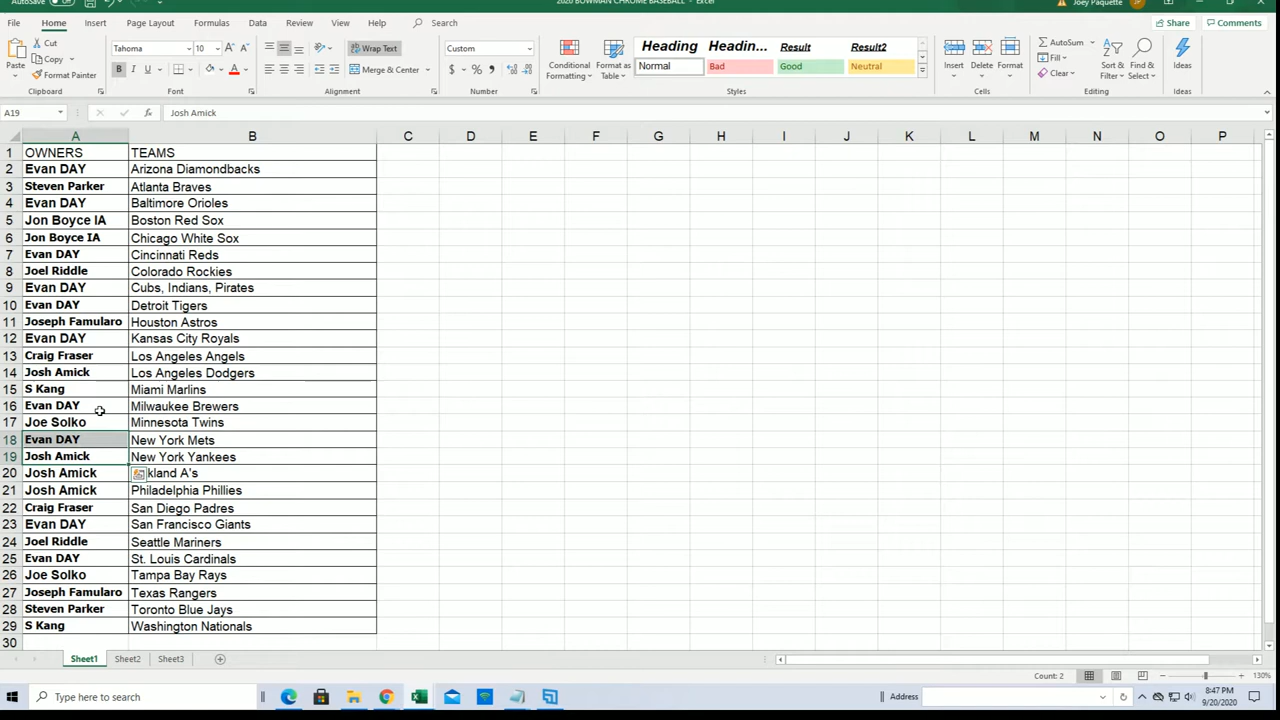 AutoSave
2020 BOWMAN CHROME BASEBALL - Excel
Joey Paquette
File Home Insert Page Layout Formulas Data Review View Help Search
Share Comments
Paste
Cut
Copy
Format Painter
Clipboard
Tahoma 10
Font
Wrap Text
Merge & Center
Alignment
Custom
Number
Conditional Formatting
Format as Table
Heading Headin... Result Result2
Normal Bad Good Neutral
Styles
Insert Delete Format
Cells
AutoSum
Fill
Clear
Sort & Filter
Find & Select
Editing
Ideas
Ideas
A19 Josh Amick
A B C D E F G H I J K L M N O P
1 OWNERS TEAMS
2 Evan DAY Arizona Diamondbacks
3 Steven Parker Atlanta Braves
4 Evan DAY Baltimore Orioles
5 Jon Boyce IA Boston Red Sox
6 Jon Boyce IA Chicago White Sox
7 Evan DAY Cincinnati Reds
8 Joel Riddle Colorado Rockies
9 Evan DAY Cubs, Indians, Pirates
10 Evan DAY Detroit Tigers
11 Joseph Famularo Houston Astros
12 Evan DAY Kansas City Royals
13 Craig Fraser Los Angeles Angels
14 Josh Amick Los Angeles Dodgers
15 S Kang Miami Marlins
16 Evan DAY Milwaukee Brewers
17 Joe Solko Minnesota Twins
18 Evan DAY New York Mets
19 Josh Amick New York Yankees
20 Josh Amick kland A's
21 Josh Amick Philadelphia Phillies
22 Craig Fraser San Diego Padres
23 Evan DAY San Francisco Giants
24 Joel Riddle Seattle Mariners
25 Evan DAY St. Louis Cardinals
26 Joe Solko Tampa Bay Rays
27 Joseph Famularo Texas Rangers
28 Steven Parker Toronto Blue Jays
29 S Kang Washington Nationals
30
Sheet1 Sheet2 Sheet3
Count: 2 130%
Type here to search
Address
8:47 PM
9/20/2020